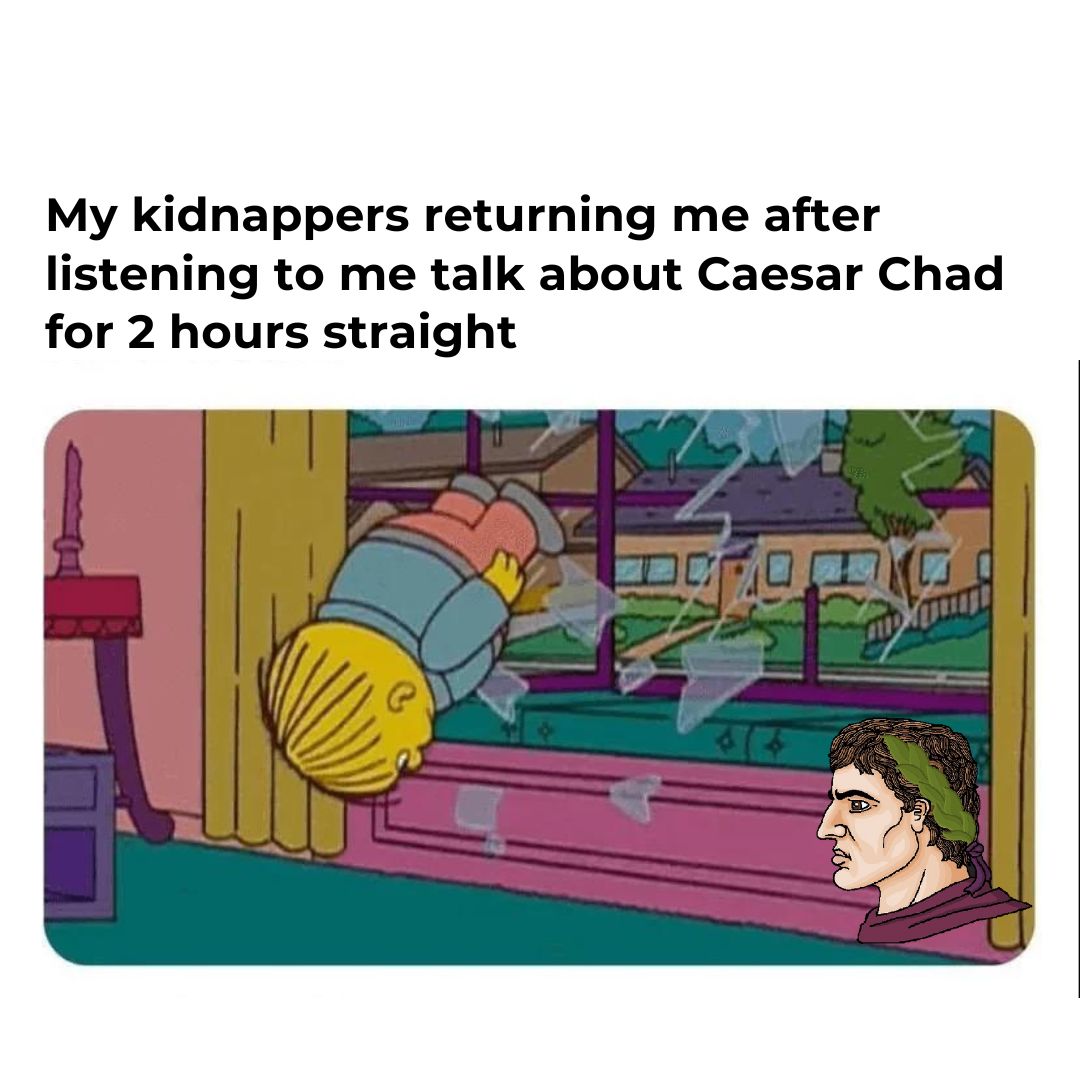 My kidnappers returning me after
listening to me talk about Caesar Chad
for 2 hours straight